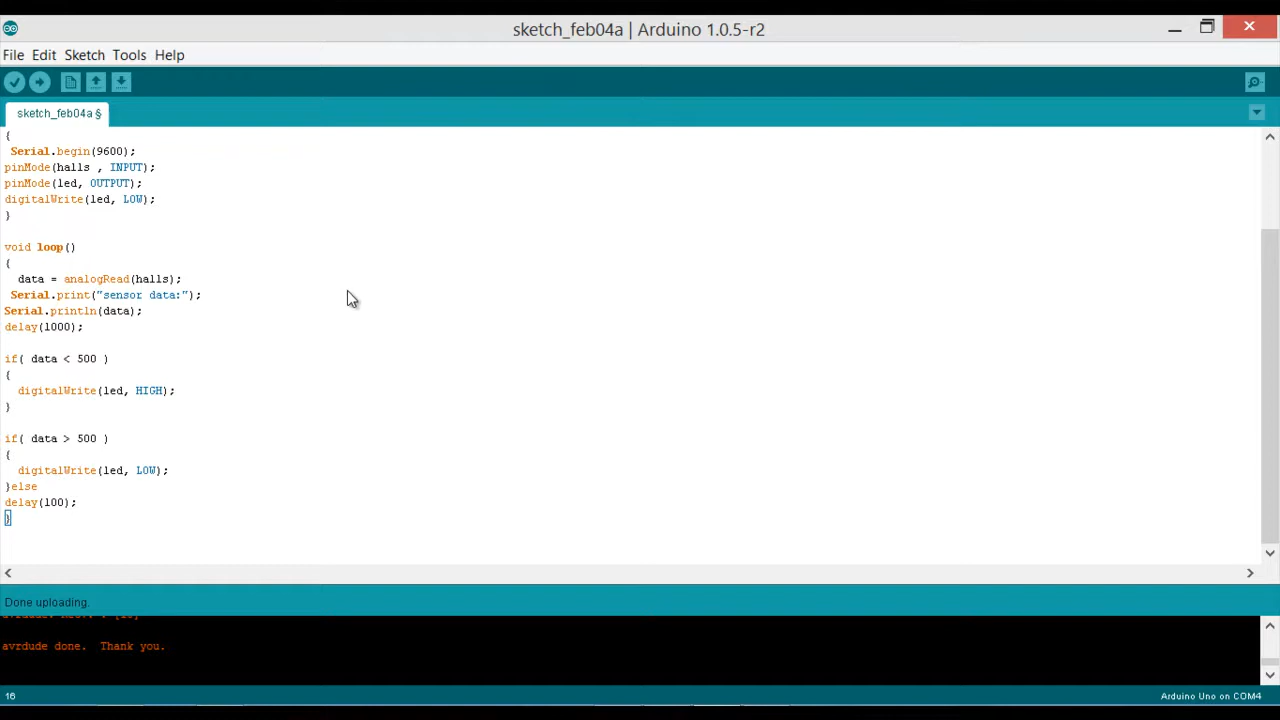 sketch_feb04a | Arduino 1.0.5-r2
File Edit Sketch Tools Help
sketch_feb04a §
{
Serial.begin(9600);
pinMode(halls , INPUT);
pinMode(led, OUTPUT);
digitalWrite(led, LOW);
}
void loop()
{
data = analogRead(halls);
Serial.print("sensor data:");
Serial.println(data);
delay(1000);
if( data < 500 )
{
digitalWrite(led, HIGH);
}
if( data > 500 )
{
digitalWrite(led, LOW);
}else
delay(100);
}
Done uploading.
avrdude done.  Thank you.
16
Arduino Uno on COM4